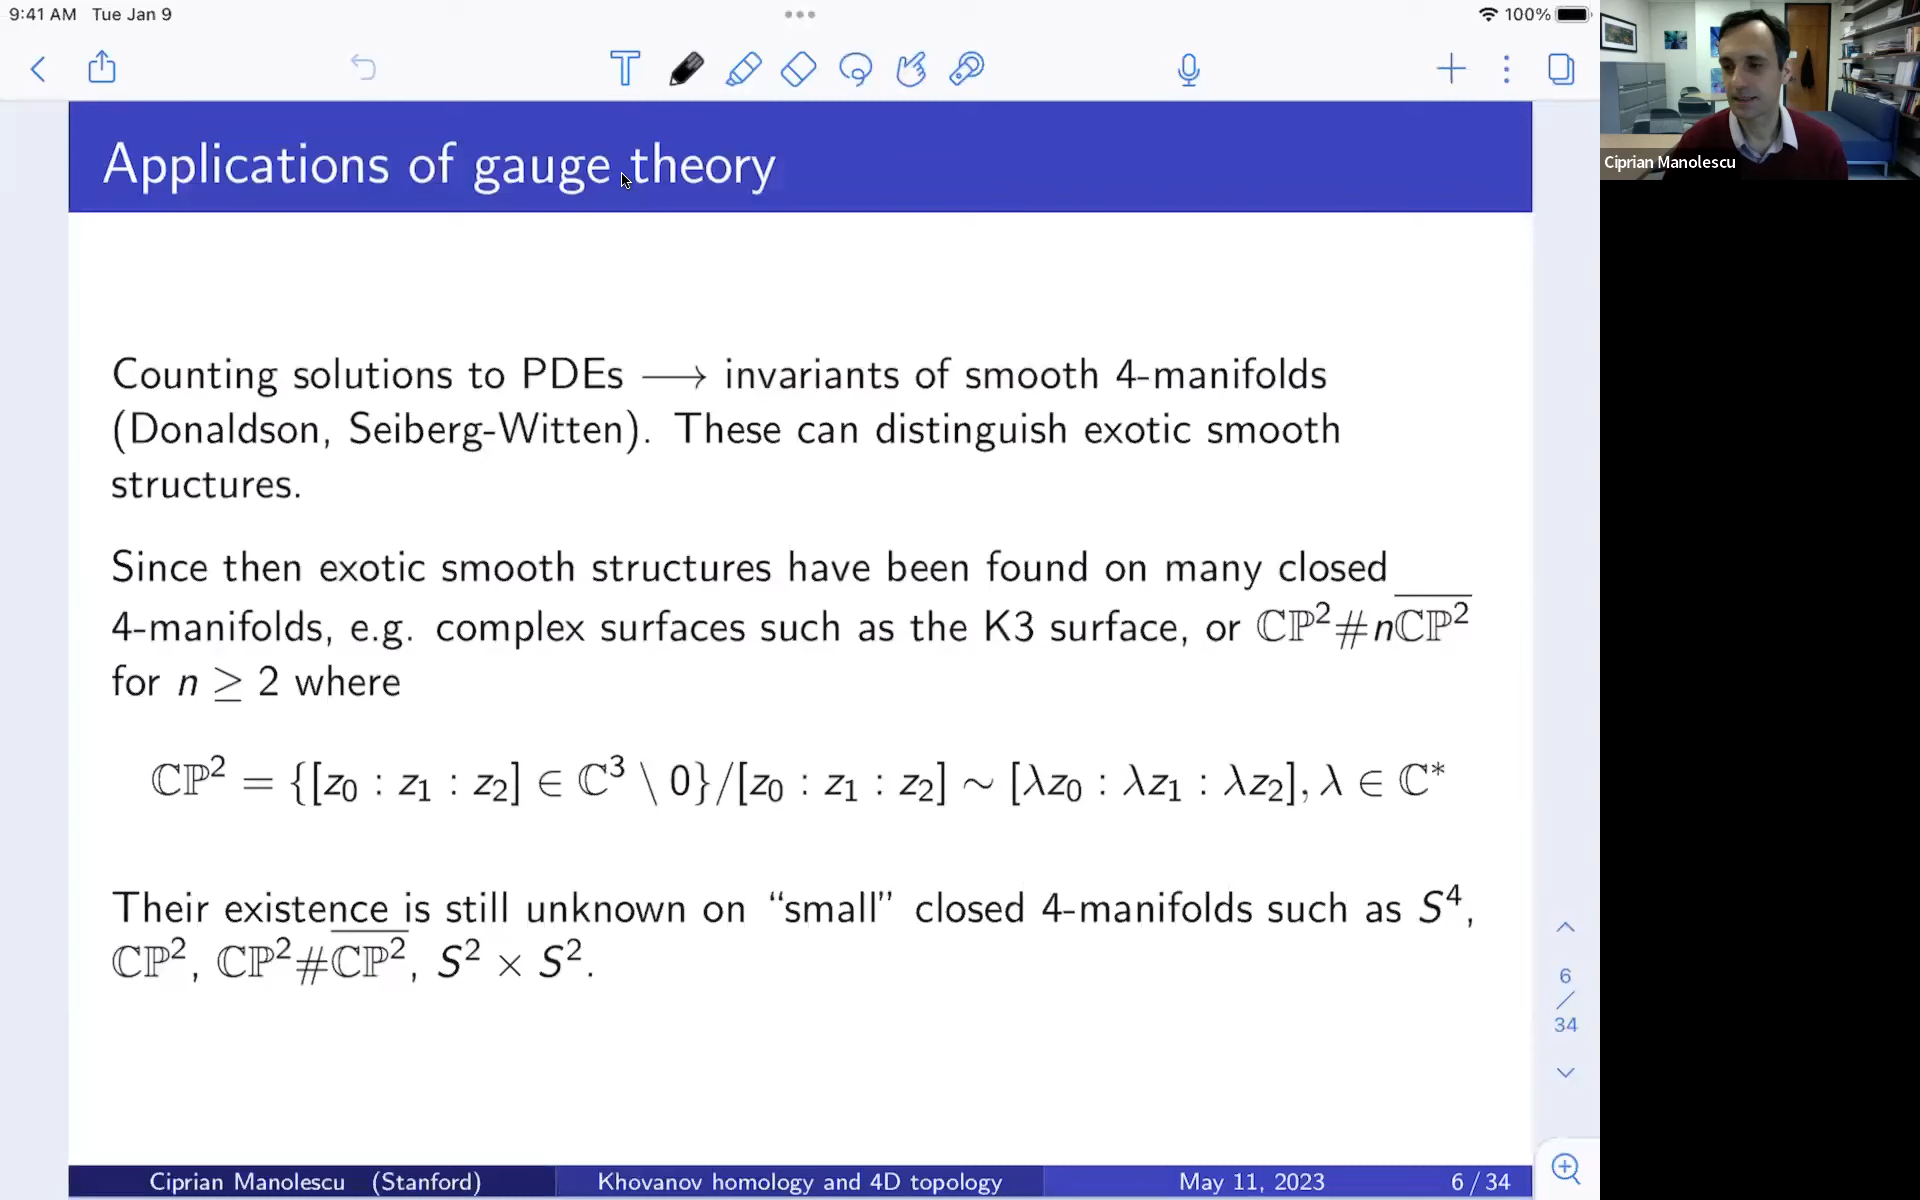 9:41 AM Tue Jan 9
100%
Ciprian Manolescu
Applications of gauge theory
Counting solutions to PDEs ⟶ invariants of smooth 4-manifolds
(Donaldson, Seiberg-Witten). These can distinguish exotic smooth
structures.
Since then exotic smooth structures have been found on many closed
4-manifolds, e.g. complex surfaces such as the K3 surface, or ℂℙ²#n\overline{ℂℙ²}
for n ≥ 2 where
ℂℙ² = {[z₀ : z₁ : z₂] ∈ ℂ³ \ 0}/[z₀ : z₁ : z₂] ∼ [λz₀ : λz₁ : λz₂], λ ∈ ℂ*
Their existence is still unknown on “small” closed 4-manifolds such as S⁴,
ℂℙ², ℂℙ²#\overline{ℂℙ²}, S² × S².
6
/
34
Ciprian Manolescu (Stanford) Khovanov homology and 4D topology May 11, 2023 6 / 34